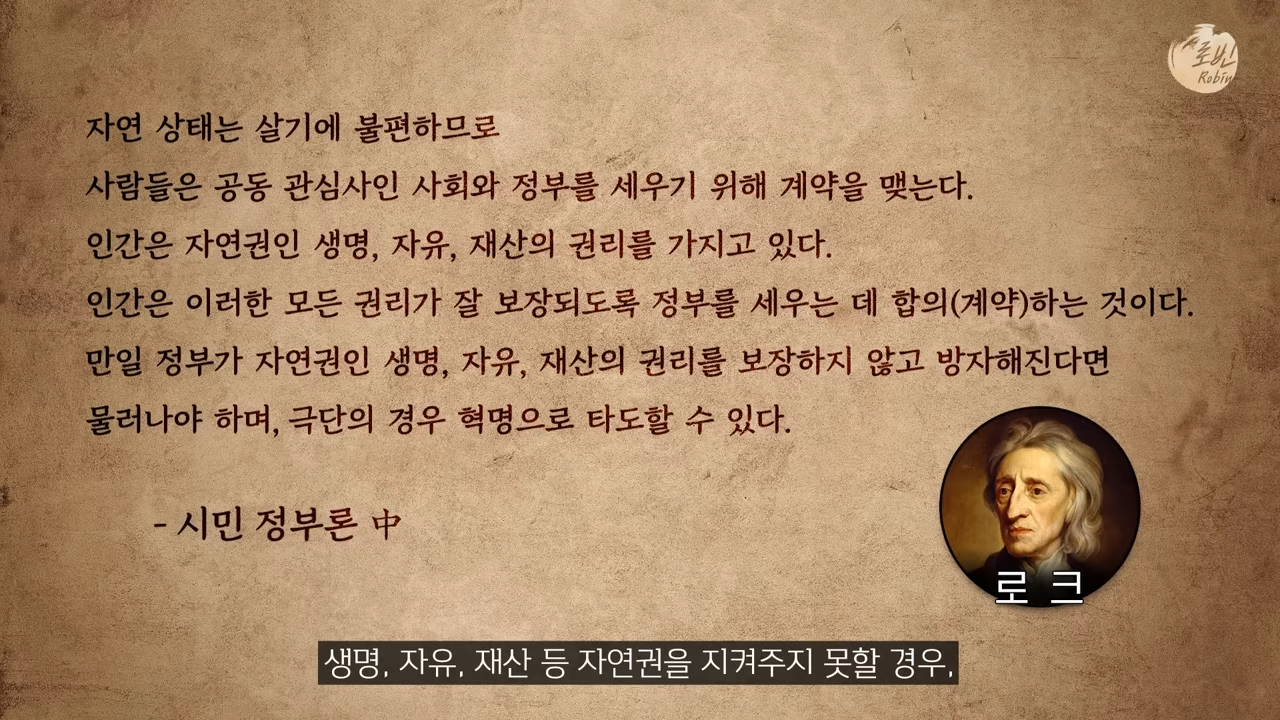 로빈
Robin
자연 상태는 살기에 불편하므로
사람들은 공동 관심사인 사회와 정부를 세우기 위해 계약을 맺는다.
인간은 자연권인 생명, 자유, 재산의 권리를 가지고 있다.
인간은 이러한 모든 권리가 잘 보장되도록 정부를 세우는 데 합의(계약)하는 것이다.
만일 정부가 자연권인 생명, 자유, 재산의 권리를 보장하지 않고 방자해진다면
물러나야 하며, 극단의 경우 혁명으로 타도할 수 있다.
- 시민 정부론 中
로 크
생명, 자유, 재산 등 자연권을 지켜주지 못할 경우,